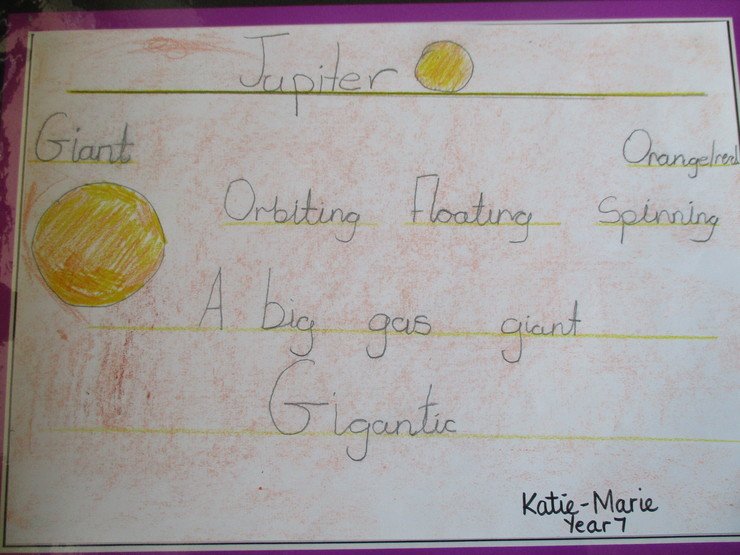 Jupiter
Giant Orange/red
Orbiting Floating Spinning
A big gas giant
Gigantic
Katie-Marie
Year 7